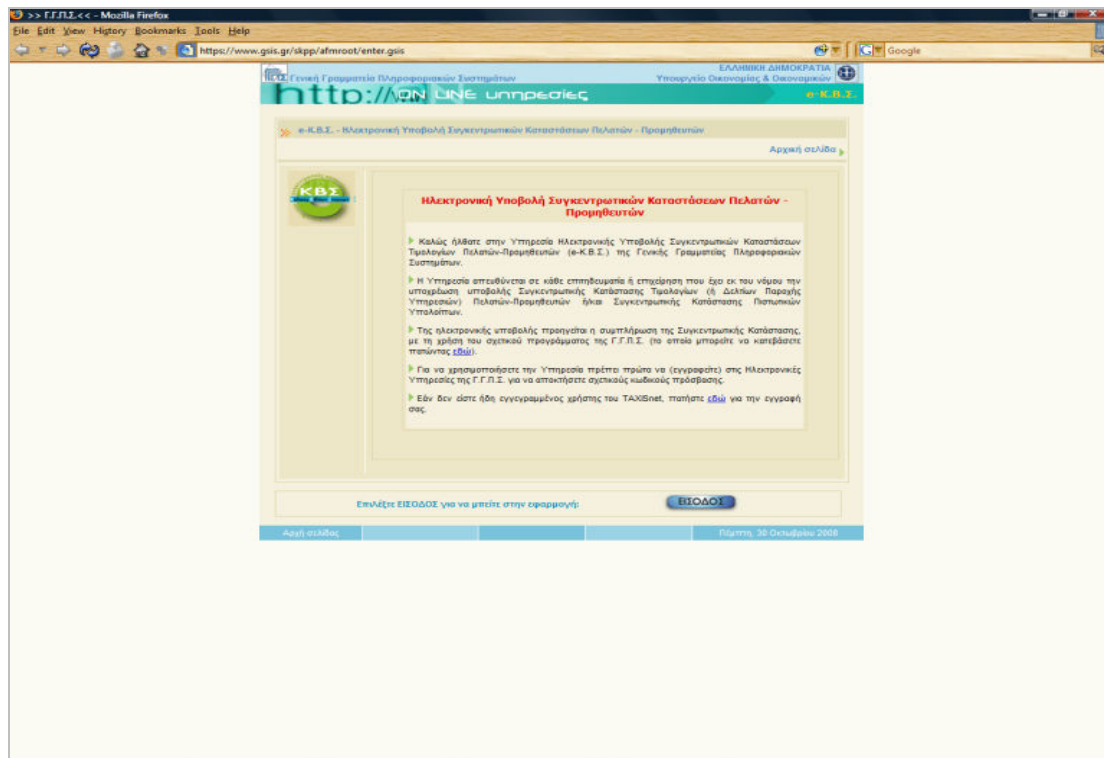 >> Γ.Γ.Π.Σ.<< - Mozilla Firefox
File Edit View History Bookmarks Tools Help
https://www.gsis.gr/skpp/afmroot/enter.gsis
Google
Γενική Γραμματεία Πληροφοριακών Συστημάτων
ΕΛΛΗΝΙΚΗ ΔΗΜΟΚΡΑΤΙΑ
Υπουργείο Οικονομίας & Οικονομικών
http://www.
ON LINE υπηρεσίες
e-Κ.Β.Σ.
e-Κ.Β.Σ. - Ηλεκτρονική Υποβολή Συγκεντρωτικών Καταστάσεων Πελατών - Προμηθευτών
Αρχική σελίδα
ΚΒΣ
Ηλεκτρονική Υποβολή Συγκεντρωτικών Καταστάσεων Πελατών -
Προμηθευτών
Καλώς ήλθατε στην Υπηρεσία Ηλεκτρονικής Υποβολής Συγκεντρωτικών Καταστάσεων
Τιμολογίων Πελατών-Προμηθευτών (e-Κ.Β.Σ.) της Γενικής Γραμματείας Πληροφοριακών
Συστημάτων.
Η Υπηρεσία απευθύνεται σε κάθε επιτηδευματία ή επιχείρηση που έχει εκ του νόμου την
υποχρέωση υποβολής Συγκεντρωτικής Κατάστασης Τιμολογίων (ή Δελτίων Παροχής
Υπηρεσιών) Πελατών-Προμηθευτών ή/και Συγκεντρωτικής Κατάστασης Πιστωτικών
Υπολοίπων.
Της ηλεκτρονικής υποβολής προηγείται η συμπλήρωση της Συγκεντρωτικής Κατάστασης,
με τη χρήση του σχετικού προγράμματος της Γ.Γ.Π.Σ. (το οποίο μπορείτε να κατεβάσετε
πατώντας εδώ).
Για να χρησιμοποιήσετε την Υπηρεσία πρέπει πρώτα να (εγγραφείτε) στις Ηλεκτρονικές
Υπηρεσίες της Γ.Γ.Π.Σ. για να αποκτήσετε σχετικούς κωδικούς πρόσβασης.
Εάν δεν είστε ήδη εγγεγραμμένος χρήστης του TAXISnet, πατήστε εδώ για την εγγραφή
σας.
Επιλέξτε ΕΙΣΟΔΟΣ για να μπείτε στην εφαρμογή:
ΕΙΣΟΔΟΣ
Αρχή σελίδας
Πέμπτη, 30 Οκτωβρίου 2008